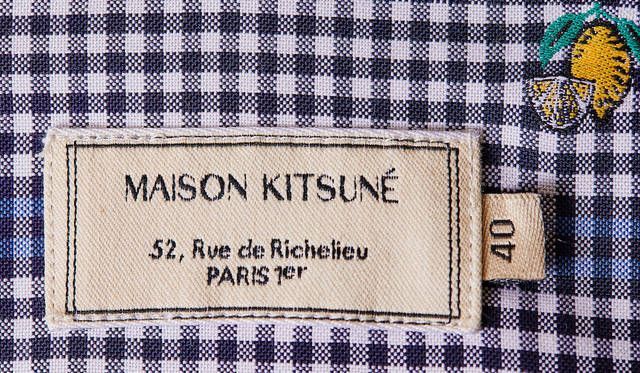 MAISON KITSUNÉ
52, Rue de Richelieu
PARIS 1er
40